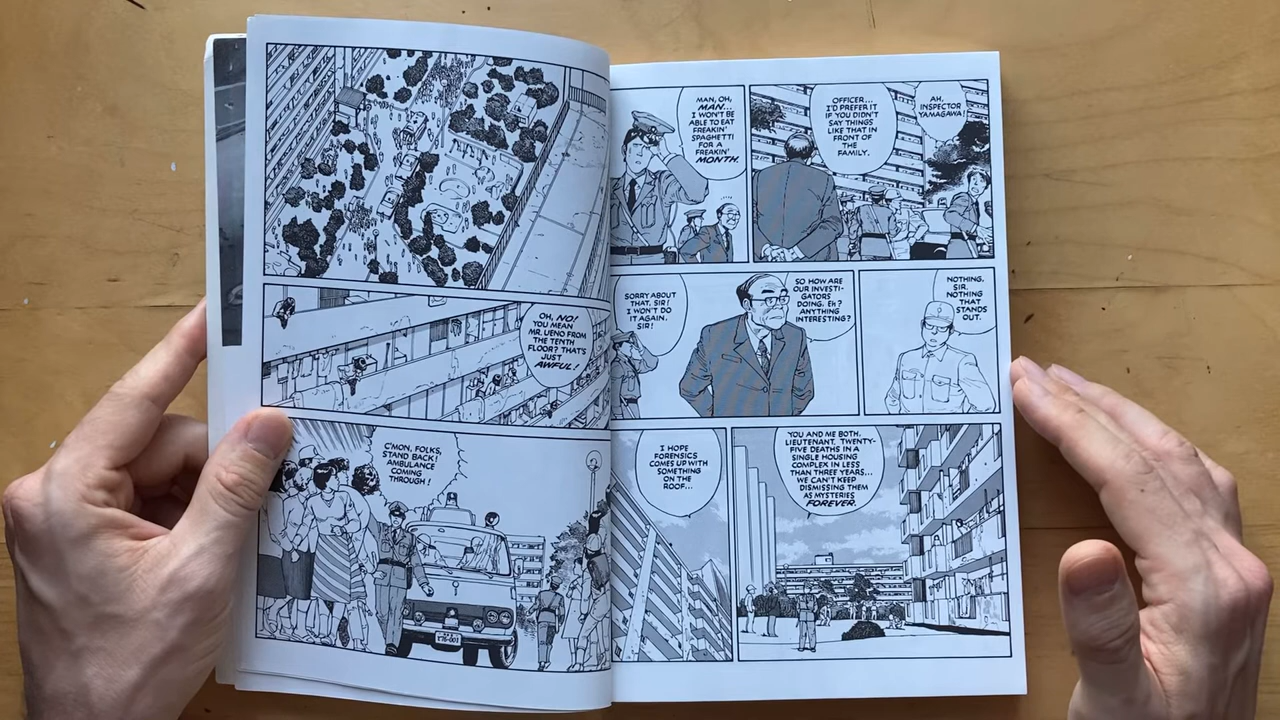 OH, NO!
YOU MEAN
MR. UENO FROM
THE TENTH
FLOOR? THAT'S
JUST
AWFUL!
C'MON, FOLKS,
STAND BACK!
AMBULANCE
COMING
THROUGH!
MAN, OH,
MAN...
I WON'T BE
ABLE TO EAT
FREAKIN'
SPAGHETTI
FOR A
FREAKIN'
MONTH.
OFFICER...
I'D PREFER IT
IF YOU DIDN'T
SAY THINGS
LIKE THAT IN
FRONT OF
THE
FAMILY.
AH,
INSPECTOR
YAMAGAWA!
SORRY ABOUT
THAT, SIR!
I WON'T DO
IT AGAIN,
SIR!
SO HOW ARE
OUR INVESTI-
GATORS
DOING, EH?
ANYTHING
INTERESTING?
NOTHING,
SIR.
NOTHING
THAT
STANDS
OUT.
I HOPE
FORENSICS
COMES UP WITH
SOMETHING
ON THE
ROOF...
YOU AND ME BOTH,
LIEUTENANT. TWENTY-
FIVE DEATHS IN A
SINGLE HOUSING
COMPLEX IN LESS
THAN THREE YEARS...
WE CAN'T KEEP
DISMISSING THEM
AS MYSTERIES
FOREVER.